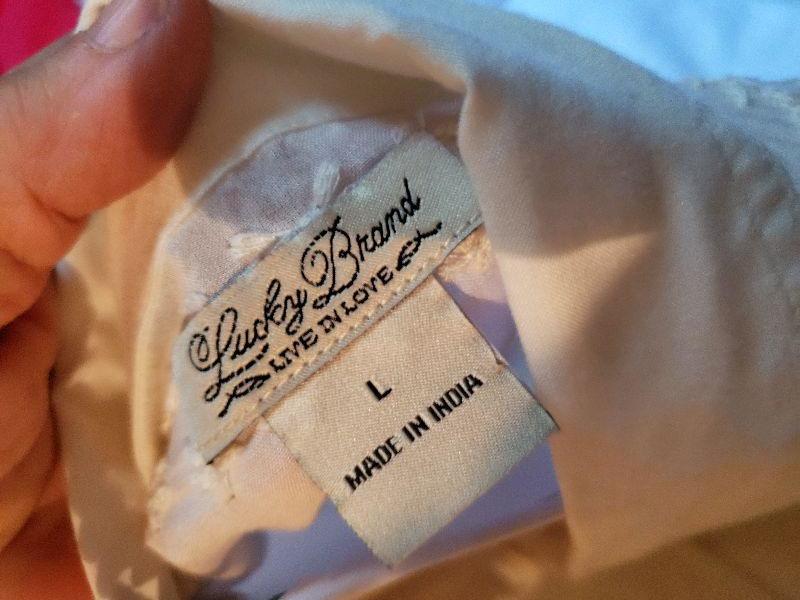 Lucky Brand
LIVE IN LOVE
L
MADE IN INDIA